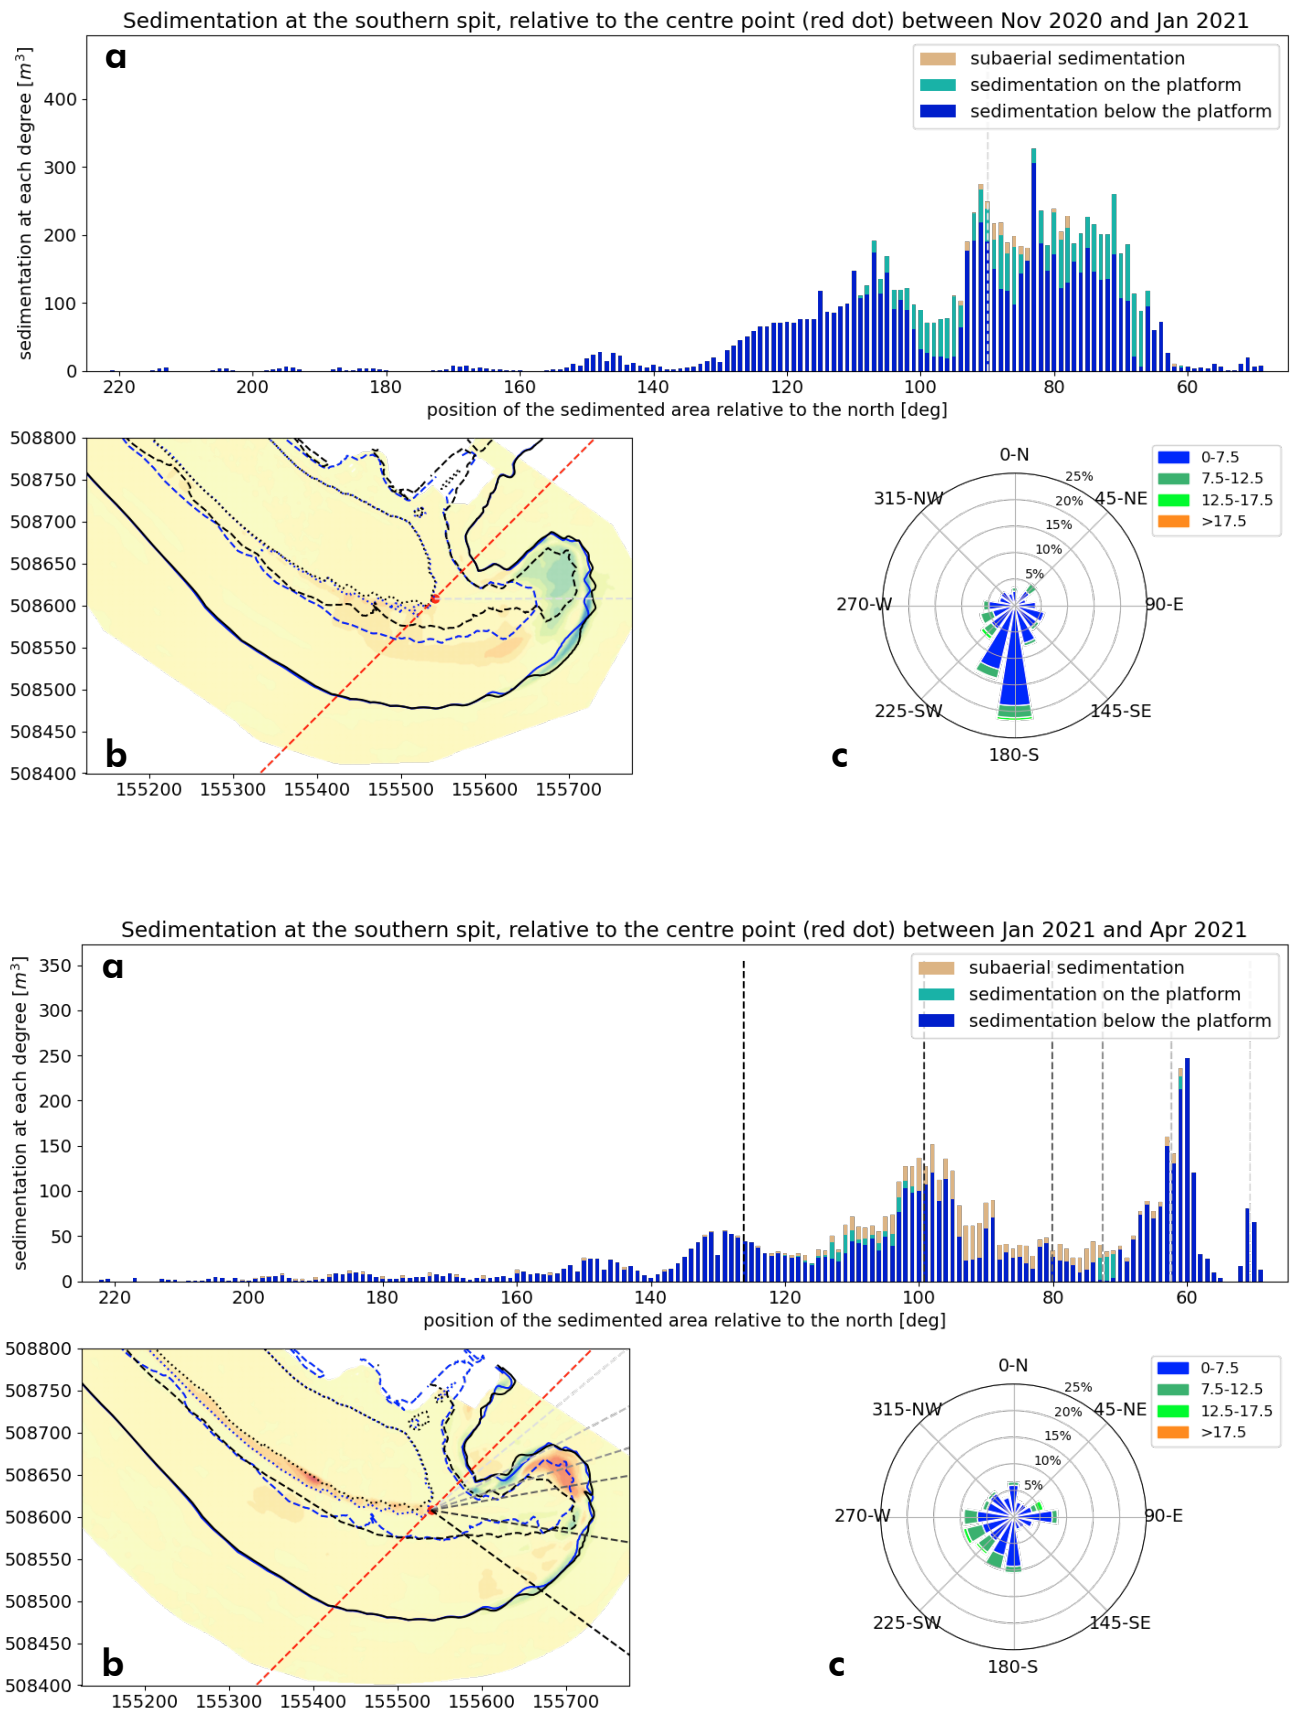 Sedimentation at the southern spit, relative to the centre point (red dot) between Nov 2020 and Jan 2021
a
subaerial sedimentation
sedimentation on the platform
sedimentation below the platform
sedimentation at each degree [m³]
400
300
200
100
0
220 200 180 160 140 120 100 80 60
position of the sedimented area relative to the north [deg]
508800
508750
508700
508650
508600
508550
508500
508450
508400
155200 155300 155400 155500 155600 155700
b
0-N
45-NE
90-E
145-SE
180-S
225-SW
270-W
315-NW
25%
20%
15%
10%
5%
0-7.5
7.5-12.5
12.5-17.5
>17.5
c
Sedimentation at the southern spit, relative to the centre point (red dot) between Jan 2021 and Apr 2021
a
subaerial sedimentation
sedimentation on the platform
sedimentation below the platform
sedimentation at each degree [m³]
350
300
250
200
150
100
50
0
220 200 180 160 140 120 100 80 60
position of the sedimented area relative to the north [deg]
508800
508750
508700
508650
508600
508550
508500
508450
508400
155200 155300 155400 155500 155600 155700
b
0-N
45-NE
90-E
145-SE
180-S
225-SW
270-W
315-NW
25%
20%
15%
10%
5%
0-7.5
7.5-12.5
12.5-17.5
>17.5
c